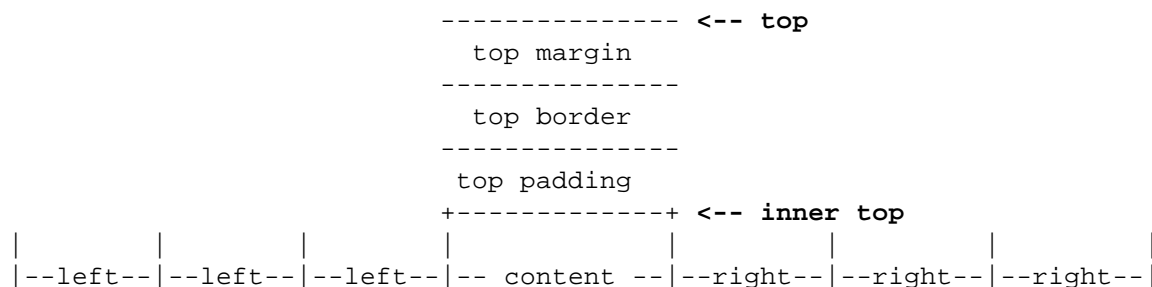 --------------- <-- top
top margin
---------------
top border
---------------
top padding
+-------------+ <-- inner top
| | | | | | | |
|--left--|--left--|--left--|-- content --|--right--|--right--|--right--|